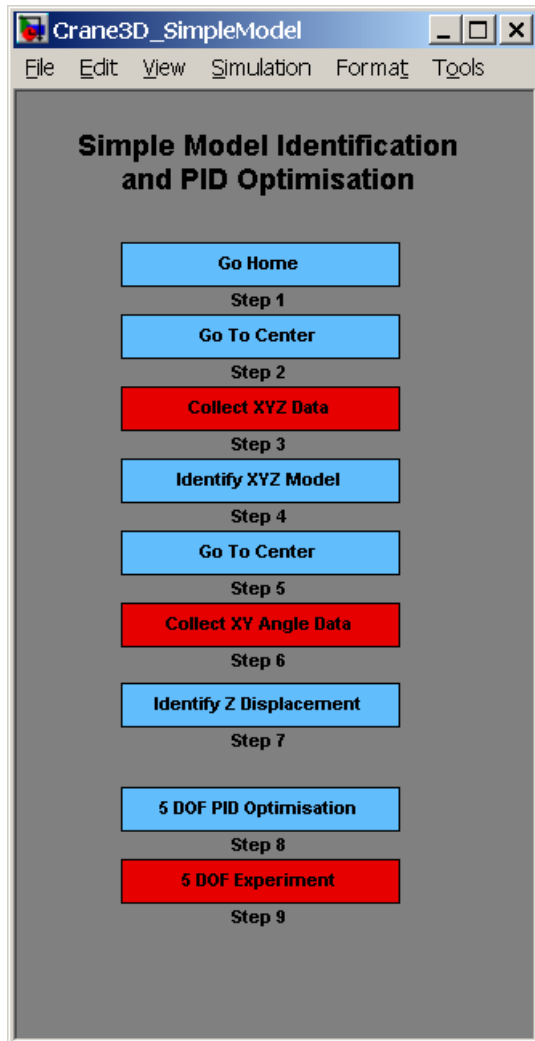 Crane3D_SimpleModel
File Edit View Simulation Format Tools
Simple Model Identification
and PID Optimisation
Go Home
Step 1
Go To Center
Step 2
Collect XYZ Data
Step 3
Identify XYZ Model
Step 4
Go To Center
Step 5
Collect XY Angle Data
Step 6
Identify Z Displacement
Step 7
5 DOF PID Optimisation
Step 8
5 DOF Experiment
Step 9